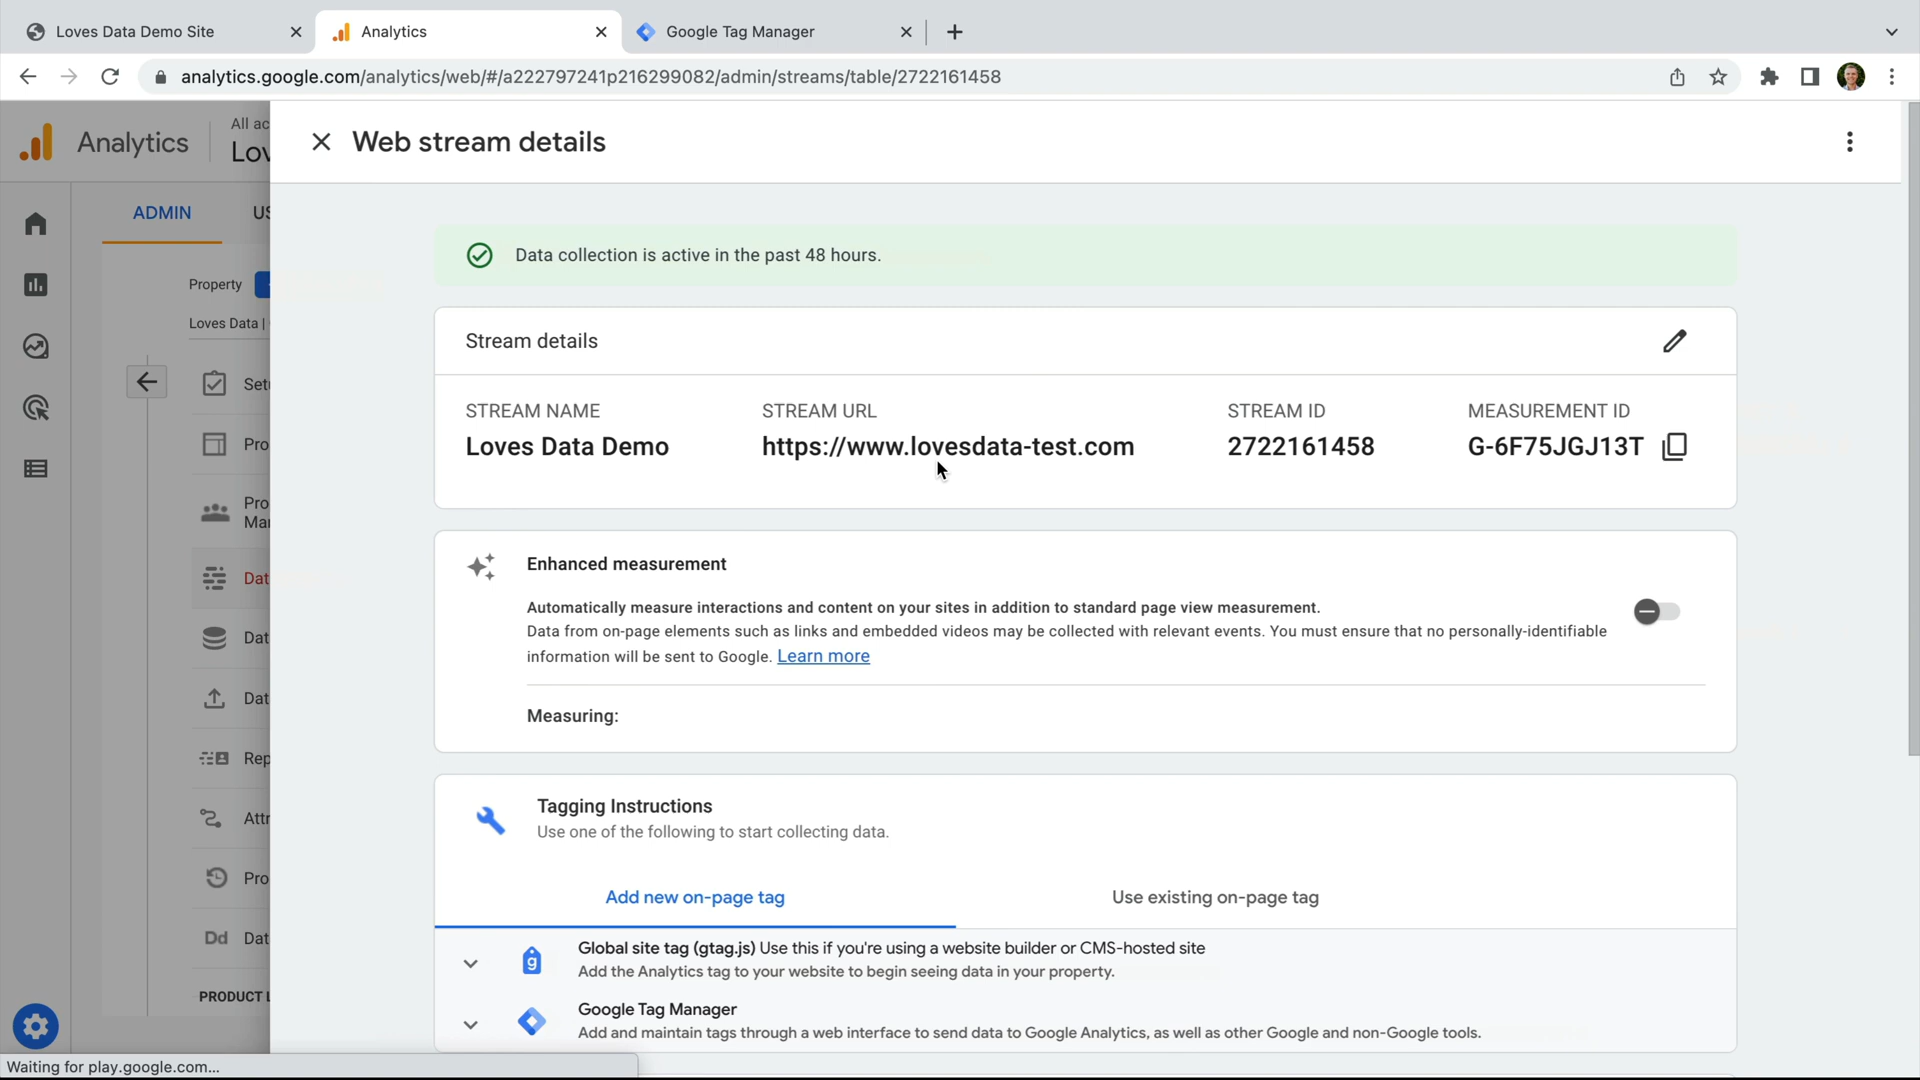 Loves Data Demo Site
Analytics
Google Tag Manager
analytics.google.com/analytics/web/#/a222797241p216299082/admin/streams/table/2722161458
Analytics
All ac
Lov
Web stream details
ADMIN
US
Data collection is active in the past 48 hours.
Property
Loves Data |
Stream details
Setu
STREAM NAME
STREAM URL
STREAM ID
MEASUREMENT ID
Loves Data Demo
https://www.lovesdata-test.com
2722161458
G-6F75JGJ13T
Pro
Pro
Mar
Enhanced measurement
Dat
Automatically measure interactions and content on your sites in addition to standard page view measurement.
Data from on-page elements such as links and embedded videos may be collected with relevant events. You must ensure that no personally-identifiable
information will be sent to Google. Learn more
Dat
Dat
Measuring:
Rep
Tagging Instructions
Use one of the following to start collecting data.
Attr
Pro
Add new on-page tag
Use existing on-page tag
Dd
Dat
Global site tag (gtag.js) Use this if you're using a website builder or CMS-hosted site
Add the Analytics tag to your website to begin seeing data in your property.
PRODUCT L
Google Tag Manager
Add and maintain tags through a web interface to send data to Google Analytics, as well as other Google and non-Google tools.
Waiting for play.google.com...